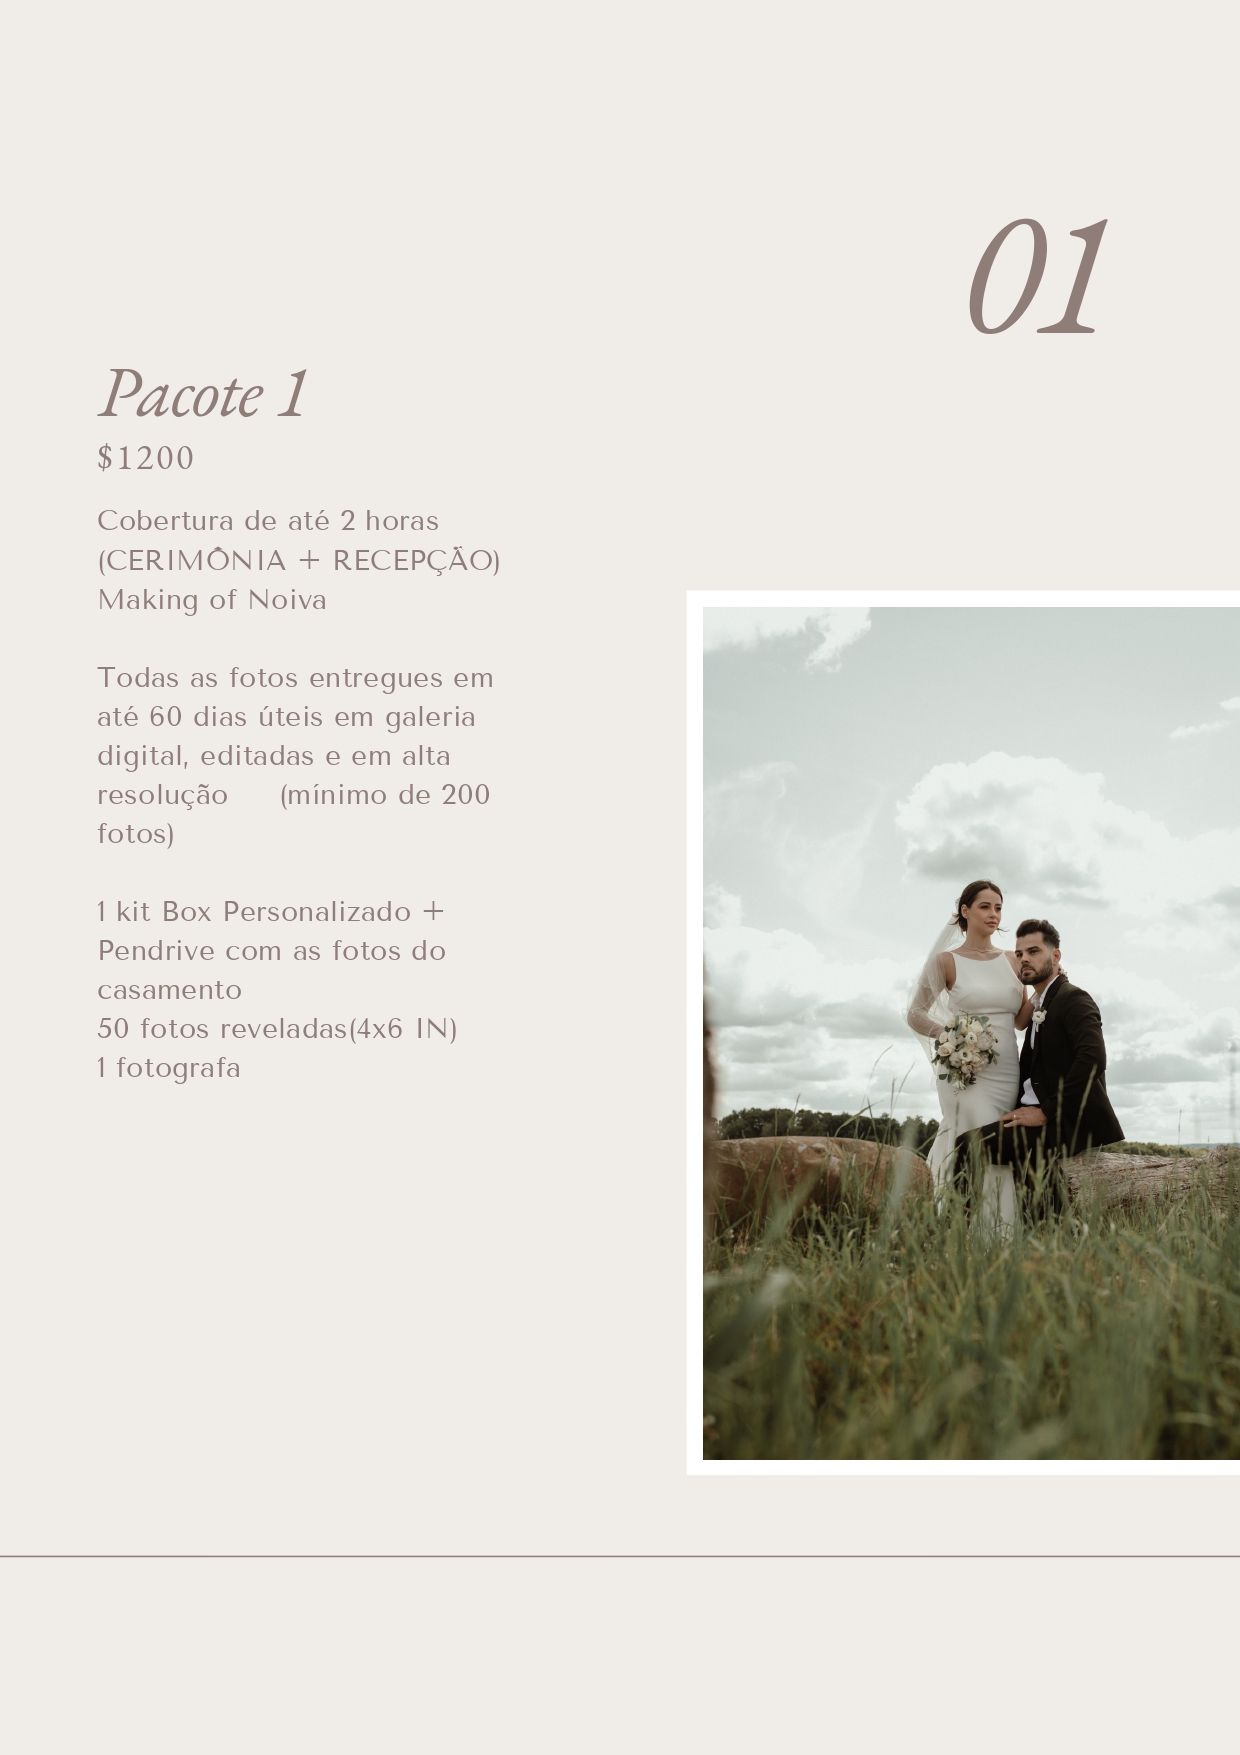 01
Pacote 1
$1200
Cobertura de até 2 horas
(CERIMÔNIA + RECEPÇÃO)
Making of Noiva
Todas as fotos entregues em
até 60 dias úteis em galeria
digital, editadas e em alta
resolução (mínimo de 200
fotos)
1 kit Box Personalizado +
Pendrive com as fotos do
casamento
50 fotos reveladas(4x6 IN)
1 fotografa